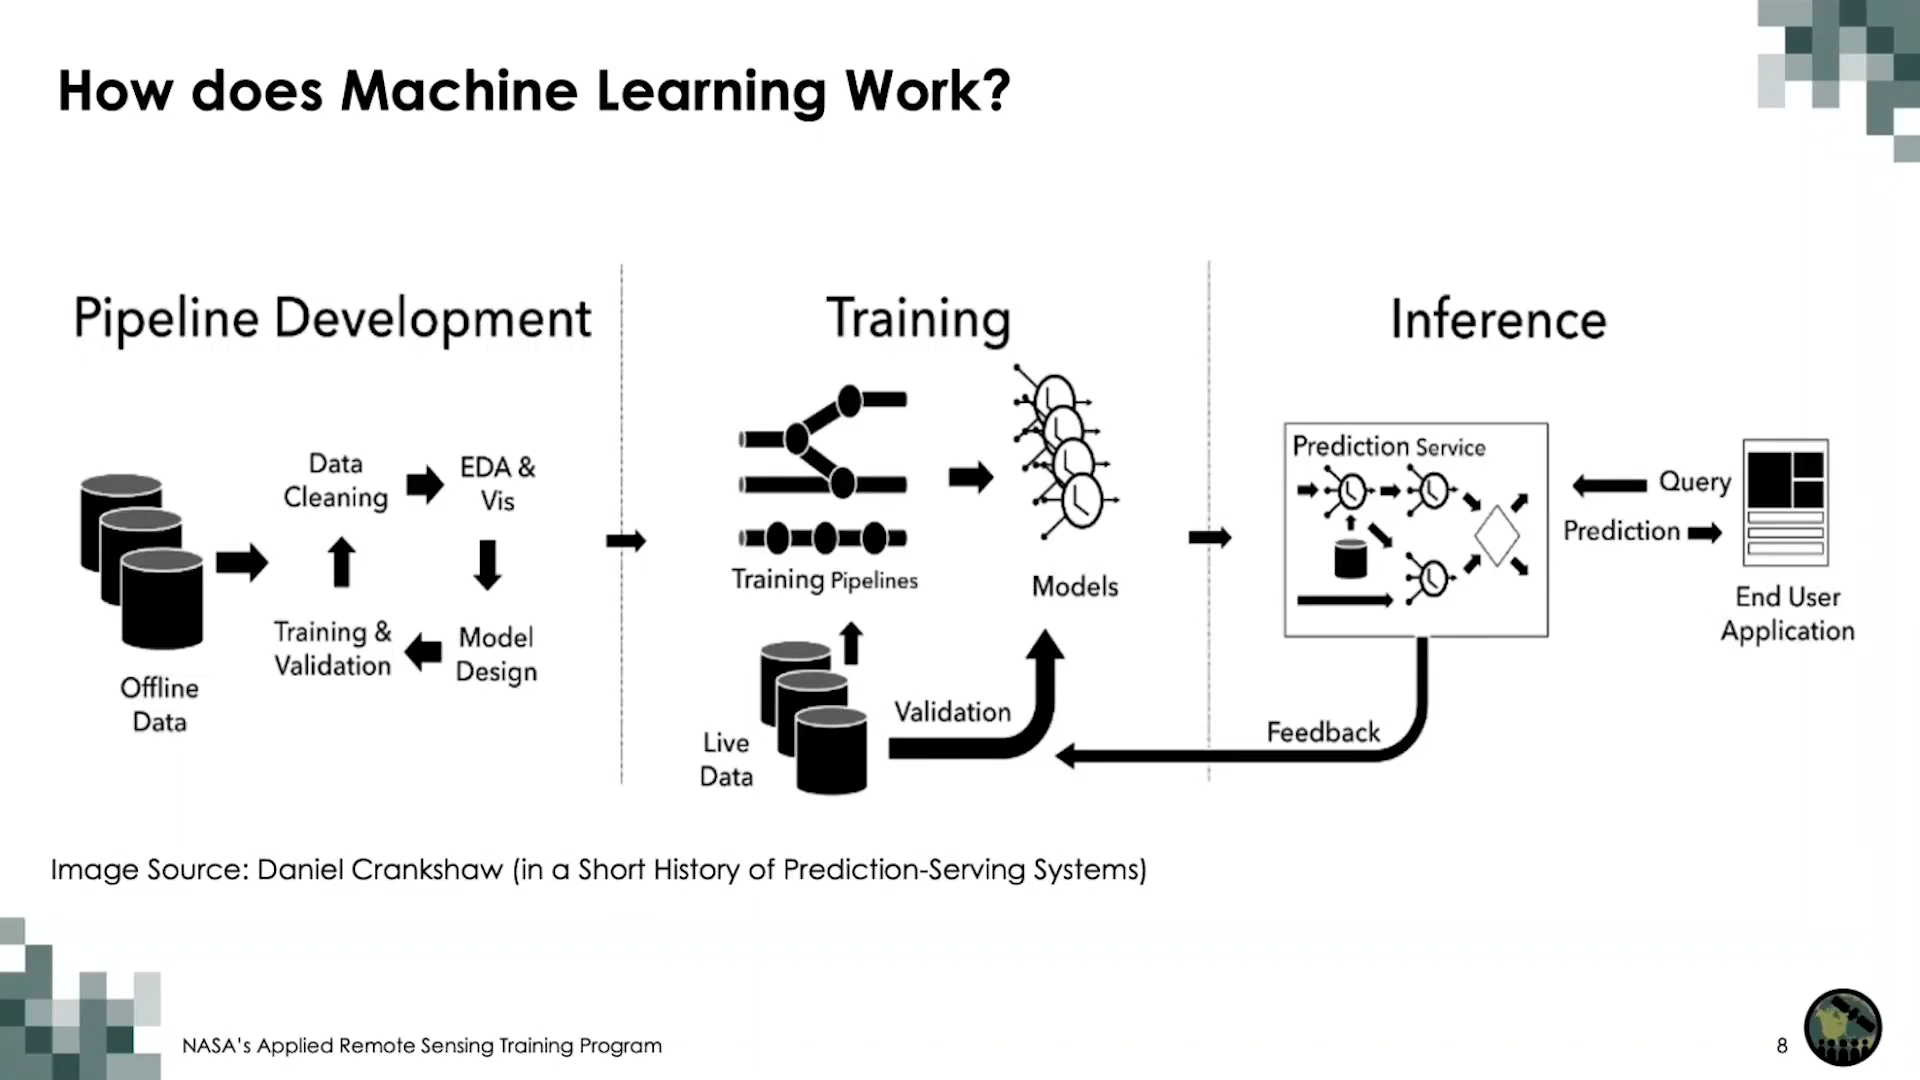 How does Machine Learning Work?
Pipeline Development
Data
Cleaning
EDA &
Vis
Training &
Validation
Model
Design
Offline
Data
Training
Training Pipelines
Models
Live
Data
Validation
Inference
Prediction Service
Query
Prediction
End User
Application
Feedback
Image Source: Daniel Crankshaw (in a Short History of Prediction-Serving Systems)
NASA's Applied Remote Sensing Training Program
8